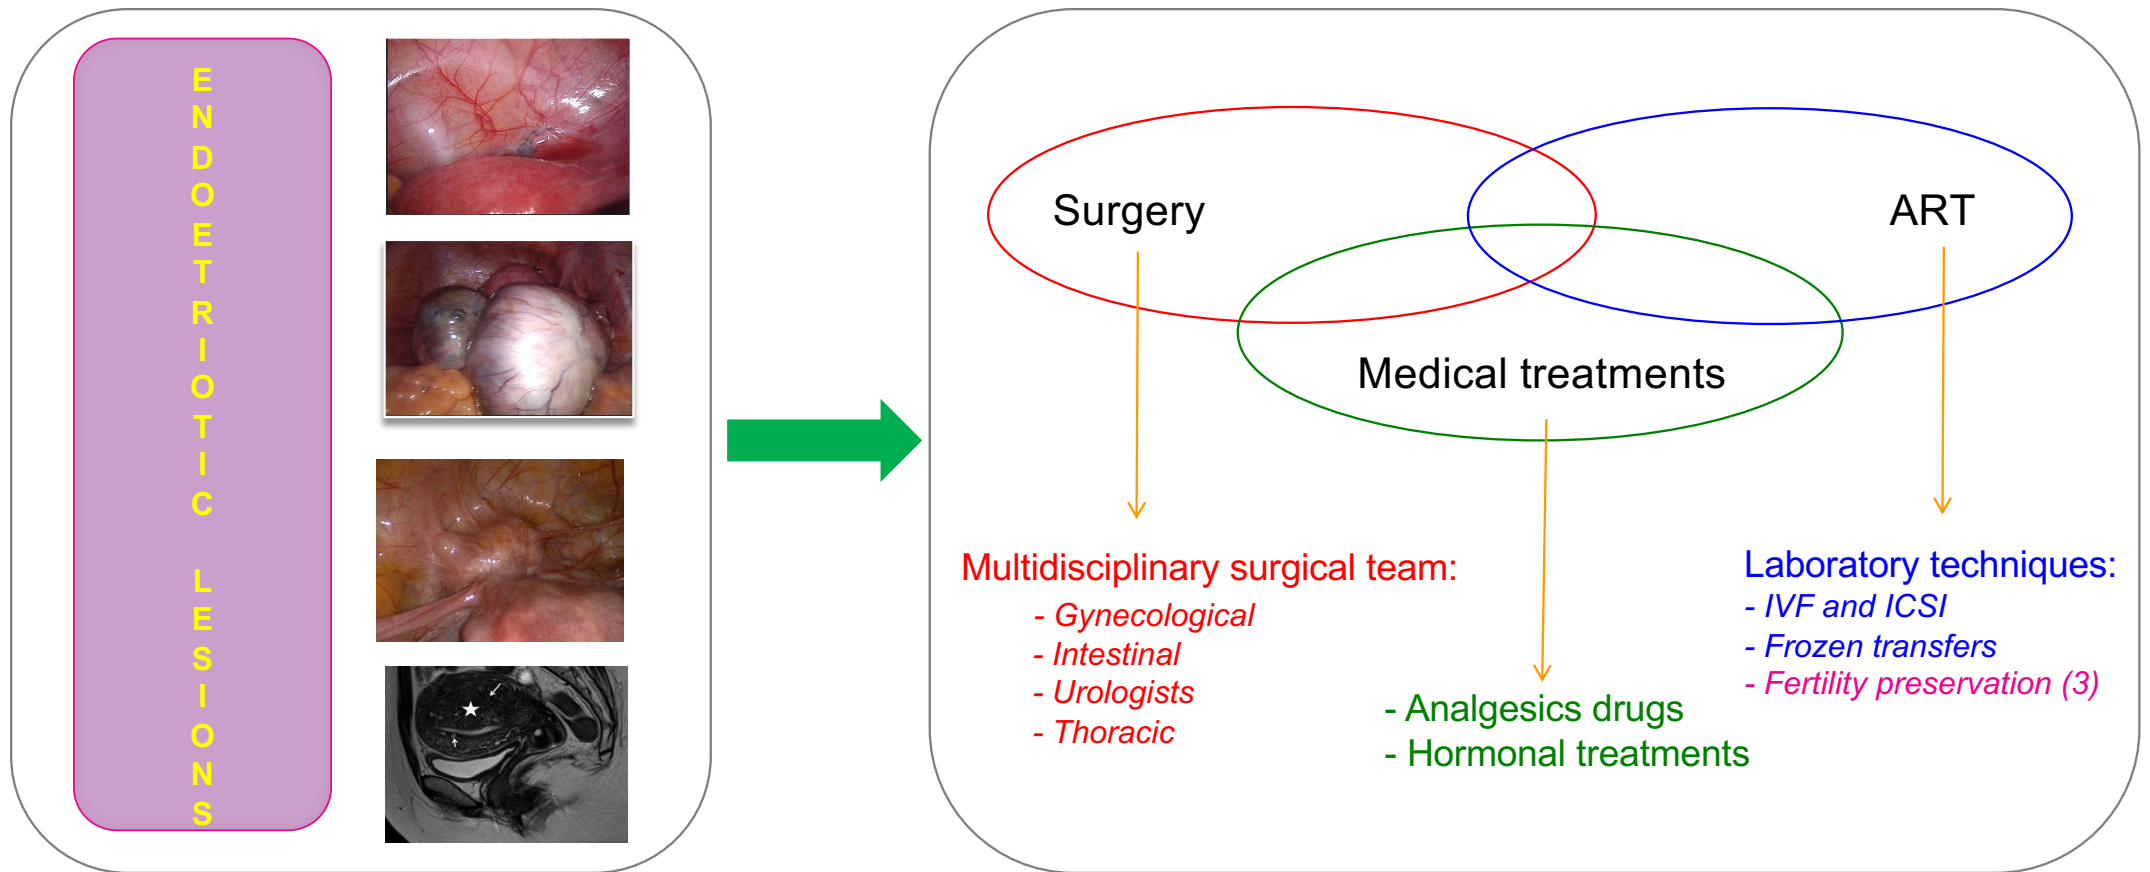 ENDOETRIOTIC LESIONS
Surgery
ART
Medical treatments
Multidisciplinary surgical team:
- Gynecological
- Intestinal
- Urologists
- Thoracic
- Analgesics drugs
- Hormonal treatments
Laboratory techniques:
- IVF and ICSI
- Frozen transfers
- Fertility preservation (3)